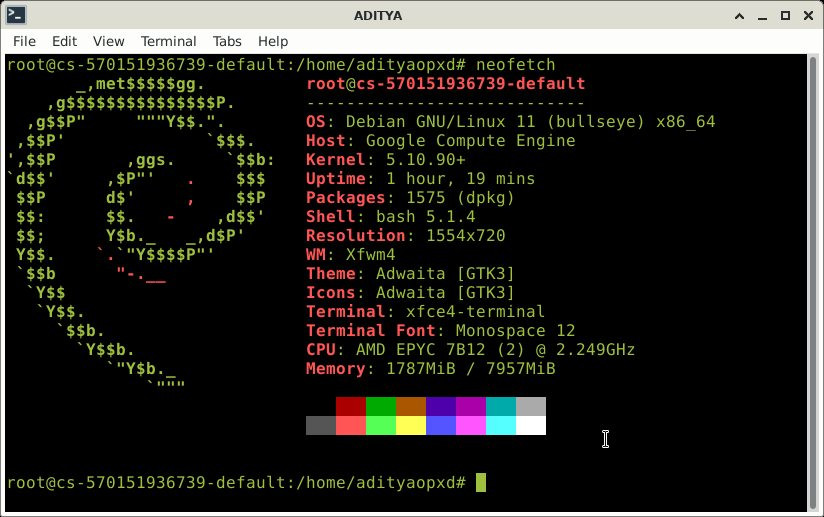 ADITYA
File Edit View Terminal Tabs Help
root@cs-570151936739-default:/home/adityaopxd# neofetch
       _,met$$$$$gg.          root@cs-570151936739-default
    ,g$$$$$$$$$$$$$$$P.       ----------------------------
  ,g$$P"     """Y$$.".        OS: Debian GNU/Linux 11 (bullseye) x86_64
 ,$$P'              `$$$.     Host: Google Compute Engine
',$$P       ,ggs.     `$$b:   Kernel: 5.10.90+
`d$$'     ,$P"'   .    $$$    Uptime: 1 hour, 19 mins
 $$P      d$'     ,    $$P    Packages: 1575 (dpkg)
 $$:      $$.   -    ,d$$'    Shell: bash 5.1.4
 $$;      Y$b._   _,d$P'      Resolution: 1554x720
 Y$$.    `.`"Y$$$$P"'         WM: Xfwm4
 `$$b      "-.__              Theme: Adwaita [GTK3]
  `Y$$                        Icons: Adwaita [GTK3]
   `Y$$.                      Terminal: xfce4-terminal
     `$$b.                    Terminal Font: Monospace 12
       `Y$$b.                 CPU: AMD EPYC 7B12 (2) @ 2.249GHz
          `"Y$b._             Memory: 1787MiB / 7957MiB
              `"""
root@cs-570151936739-default:/home/adityaopxd#